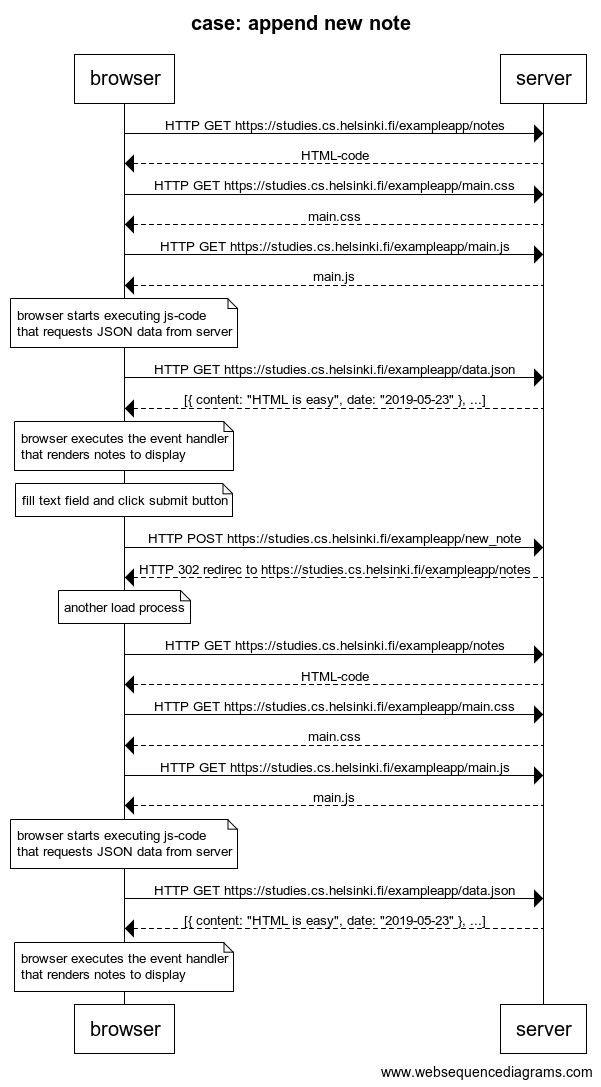 case: append new note
browser
server
HTTP GET https://studies.cs.helsinki.fi/exampleapp/notes
HTML-code
HTTP GET https://studies.cs.helsinki.fi/exampleapp/main.css
main.css
HTTP GET https://studies.cs.helsinki.fi/exampleapp/main.js
main.js
browser starts executing js-code
that requests JSON data from server
HTTP GET https://studies.cs.helsinki.fi/exampleapp/data.json
[{ content: "HTML is easy", date: "2019-05-23" }, ...]
browser executes the event handler
that renders notes to display
fill text field and click submit button
HTTP POST https://studies.cs.helsinki.fi/exampleapp/new_note
HTTP 302 redirec to https://studies.cs.helsinki.fi/exampleapp/notes
another load process
HTTP GET https://studies.cs.helsinki.fi/exampleapp/notes
HTML-code
HTTP GET https://studies.cs.helsinki.fi/exampleapp/main.css
main.css
HTTP GET https://studies.cs.helsinki.fi/exampleapp/main.js
main.js
browser starts executing js-code
that requests JSON data from server
HTTP GET https://studies.cs.helsinki.fi/exampleapp/data.json
[{ content: "HTML is easy", date: "2019-05-23" }, ...]
browser executes the event handler
that renders notes to display
browser
server
www.websequencediagrams.com